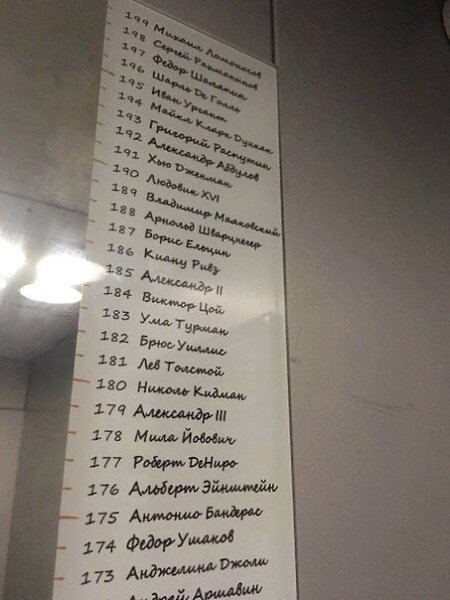 199 Михаил Ломоносов
198 Сергей Рахманинов
197 Федор Шаляпин
196 Шарль Де Голль
195 Иван Ургант
194 Майкл Кларк Дункан
193 Григорий Распутин
192 Александр Абдулов
191 Хью Джекман
190 Людовик XVI
189 Владимир Маяковский
188 Арнольд Шварцнегер
187 Борис Ельцин
186 Киану Ривз
185 Александр II
184 Виктор Цой
183 Ума Турман
182 Брюс Уиллис
181 Лев Толстой
180 Николь Кидман
179 Александр III
178 Мила Йовович
177 Роберт ДеНиро
176 Альберт Эйнштейн
175 Антонио Бандерас
174 Федор Ушаков
173 Анджелина Джоли
Андрей Аршавин